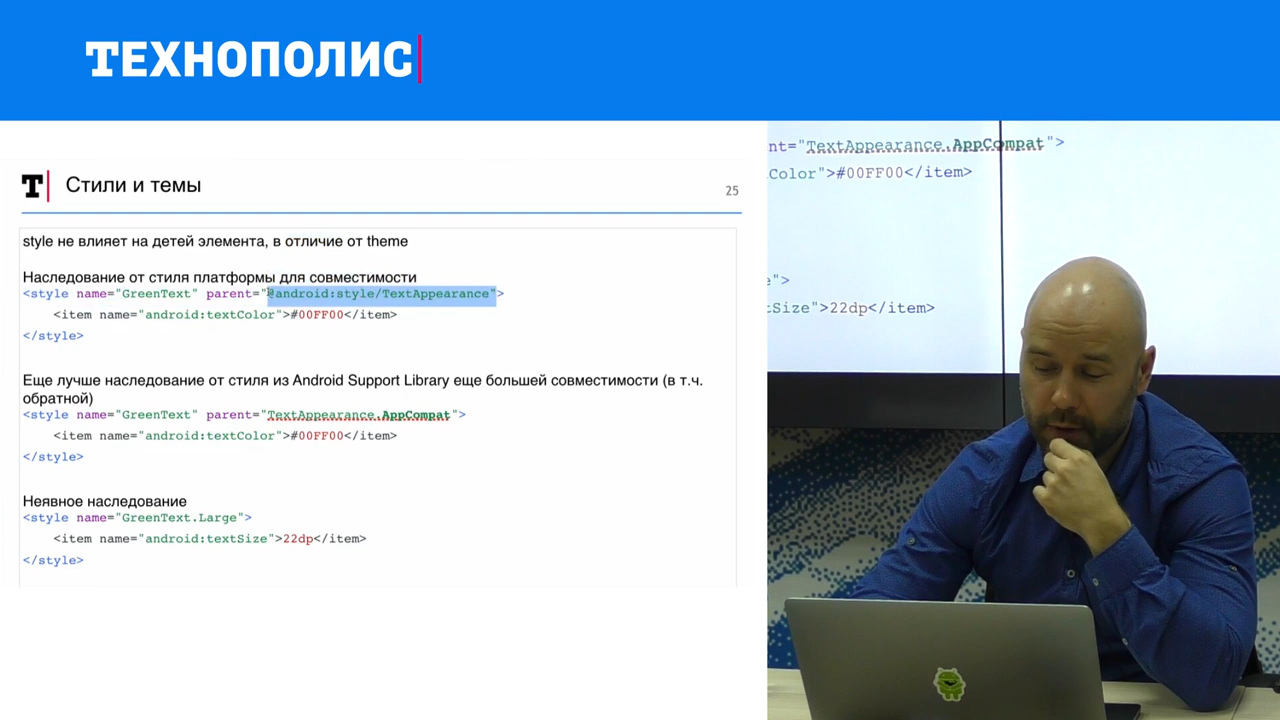 ТЕХНОПОЛИС
Т Стили и темы
25
style не влияет на детей элемента, в отличие от theme
Наследование от стиля платформы для совместимости
<style name="GreenText" parent="@android:style/TextAppearance">
<item name="android:textColor">#00FF00</item>
</style>
Еще лучше наследование от стиля из Android Support Library еще большей совместимости (в т.ч.
обратной)
<style name="GreenText" parent="TextAppearance.AppCompat">
<item name="android:textColor">#00FF00</item>
</style>
Неявное наследование
<style name="GreenText.Large">
<item name="android:textSize">22dp</item>
</style>
nt="TextAppearance.AppCompat">
Color">#00FF00</item>
e">
tSize">22dp</item>